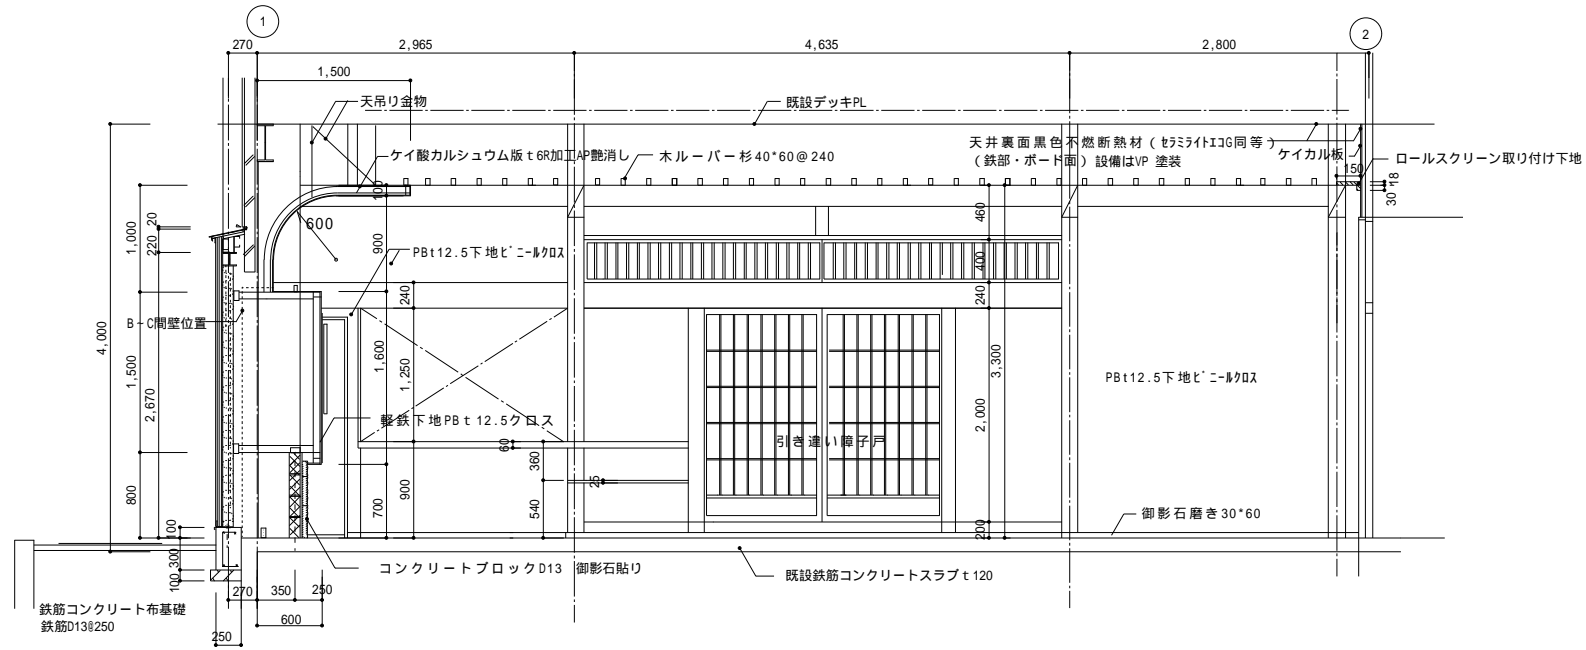 1
2
270
2,965
4,635
2,800
1,500
天吊り金物
既設デッキPL
天井裏面黒色不燃断熱材(セラミライトエコG同等)
(鉄部・ボード面)設備はVP 塗装
ケイカル板
ケイ酸カルシュウム版t6R加工AP艶消し
木ルーバー杉40*60@240
ロールスクリーン取り付け下地
150
18
30
100
600
1,000
20
220
900
PBt12.5下地ビニールクロス
460
400
240
240
B-C間壁位置
4,000
1,500
2,670
1,600
1,250
3,300
2,000
PBt12.5下地ビニールクロス
軽鉄下地PBt12.5クロス
引き違い障子戸
60
360
25
540
800
700
900
200
御影石磨き30*60
100
300
100
コンクリートブロックD13 御影石貼り
既設鉄筋コンクリートスラブt120
270
350
250
600
250
鉄筋コンクリート布基礎
鉄筋D13@250